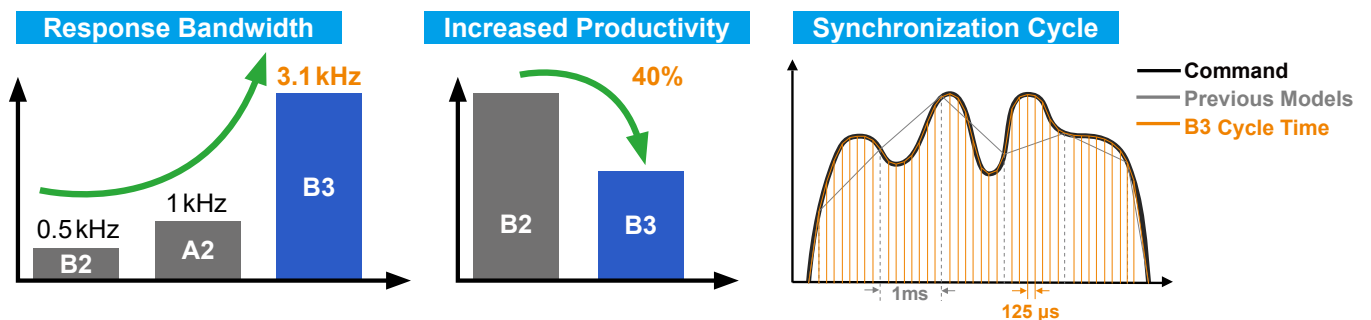 Response Bandwidth
3.1 kHz
1 kHz
0.5 kHz
B2
A2
B3
Increased Productivity
40%
B2
B3
Synchronization Cycle
Command
Previous Models
B3 Cycle Time
1ms
125 µs